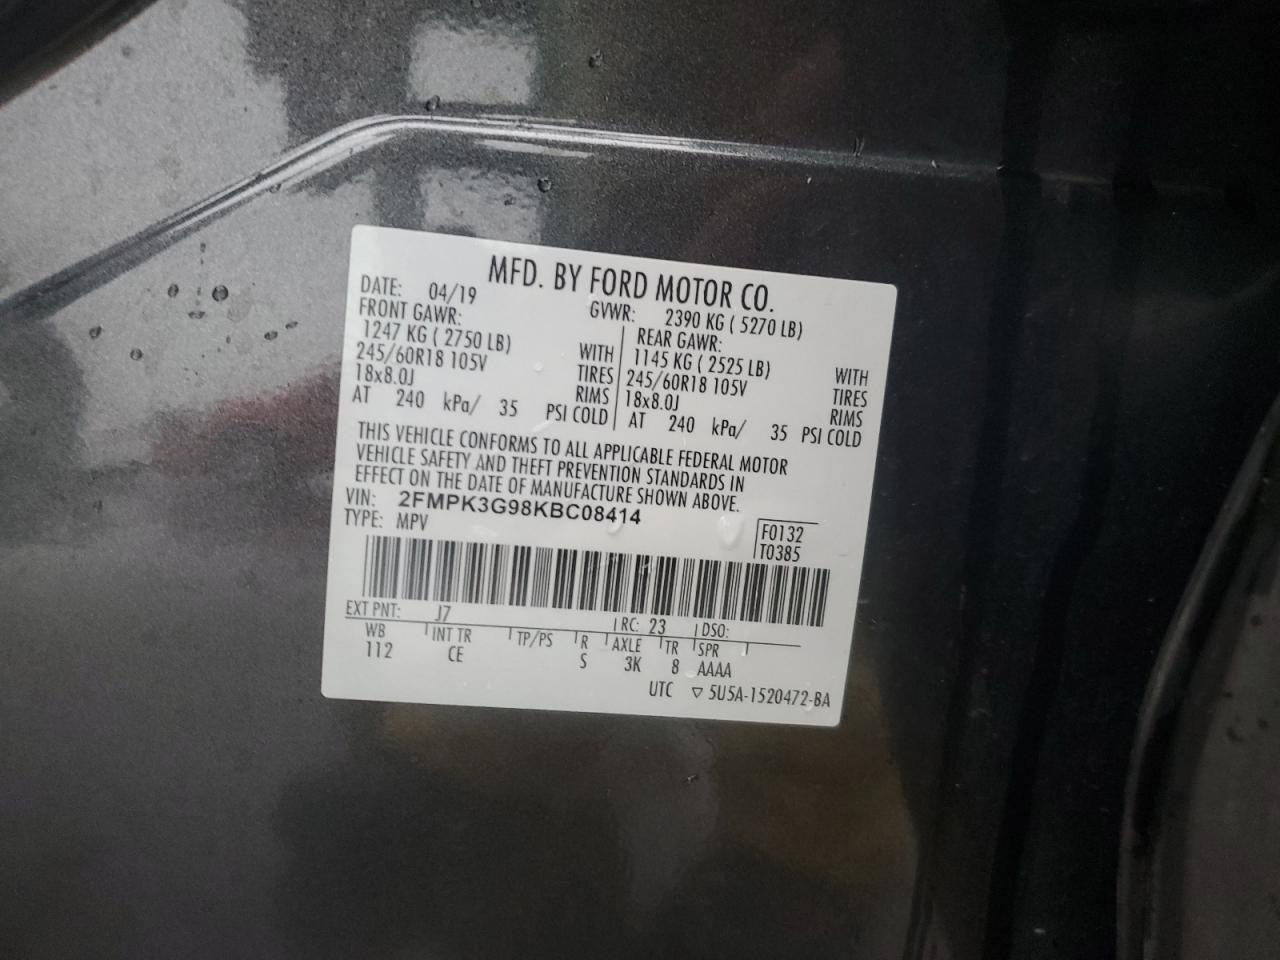 MFD. BY FORD MOTOR CO.
DATE: 04/19 GVWR: 2390 KG ( 5270 LB)
FRONT GAWR: REAR GAWR:
1247 KG ( 2750 LB) WITH 1145 KG ( 2525 LB) WITH
245/60R18 105V TIRES 245/60R18 105V TIRES
18x8.0J RIMS 18x8.0J RIMS
AT 240 kPa/ 35 PSI COLD AT 240 kPa/ 35 PSI COLD
THIS VEHICLE CONFORMS TO ALL APPLICABLE FEDERAL MOTOR
VEHICLE SAFETY AND THEFT PREVENTION STANDARDS IN
EFFECT ON THE DATE OF MANUFACTURE SHOWN ABOVE.
VIN: 2FMPK3G98KBC08414
TYPE: MPV F0132
T0385
EXT PNT: J7 RC: 23 DSO:
WB INT TR TP/PS R AXLE TR SPR
112 CE S 3K 8 AAAA
UTC ▽ 5U5A-1520472-BA